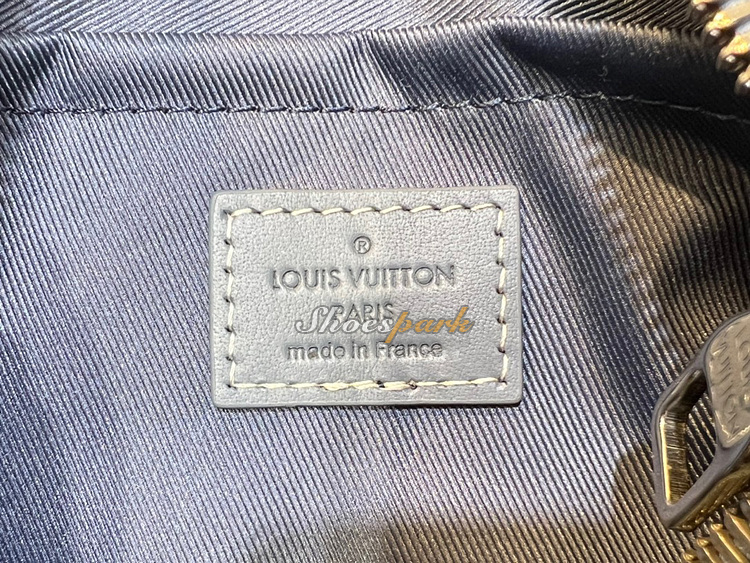 ®
LOUIS VUITTON
PARIS
Shoespark
made in France